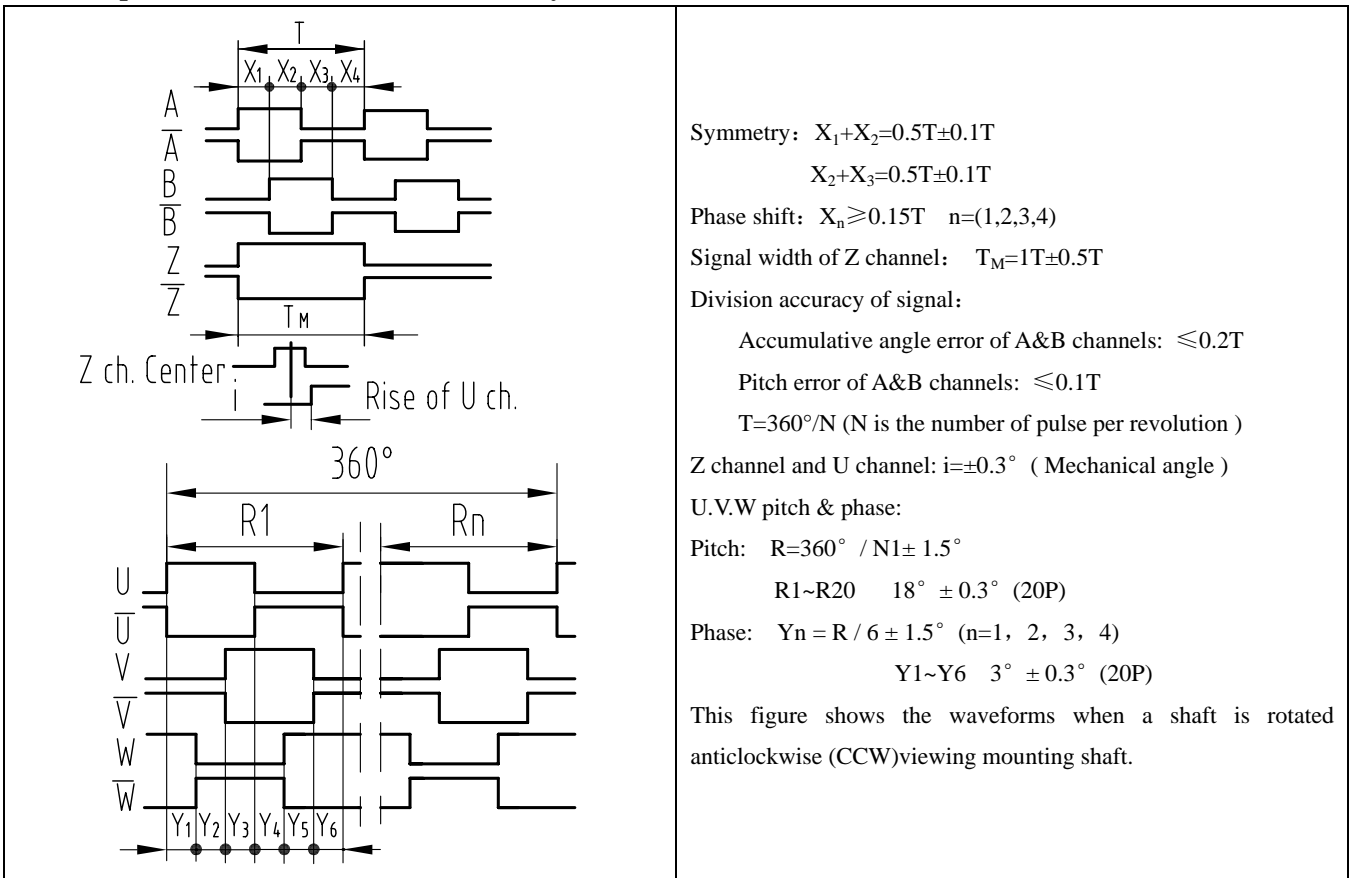 T
X₁ X₂ X₃ X₄
A
A̅
B
B̅
Z
Z̅
TM
Z ch. Center
i
Rise of U ch.
360°
R1 Rn
U
U̅
V
V̅
W
W̅
Y₁ Y₂ Y₃ Y₄ Y₅ Y₆
Symmetry：X₁+X₂=0.5T±0.1T
X₂+X₃=0.5T±0.1T
Phase shift：Xₙ≥0.15T n=(1,2,3,4)
Signal width of Z channel： TM=1T±0.5T
Division accuracy of signal：
Accumulative angle error of A&B channels: ≤0.2T
Pitch error of A&B channels: ≤0.1T
T=360°/N (N is the number of pulse per revolution )
Z channel and U channel: i=±0.3° ( Mechanical angle )
U.V.W pitch & phase:
Pitch: R=360° / N1± 1.5°
R1~R20 18° ± 0.3° (20P)
Phase: Yn = R / 6 ± 1.5° (n=1，2，3，4)
Y1~Y6 3° ± 0.3° (20P)
This figure shows the waveforms when a shaft is rotated
anticlockwise (CCW)viewing mounting shaft.